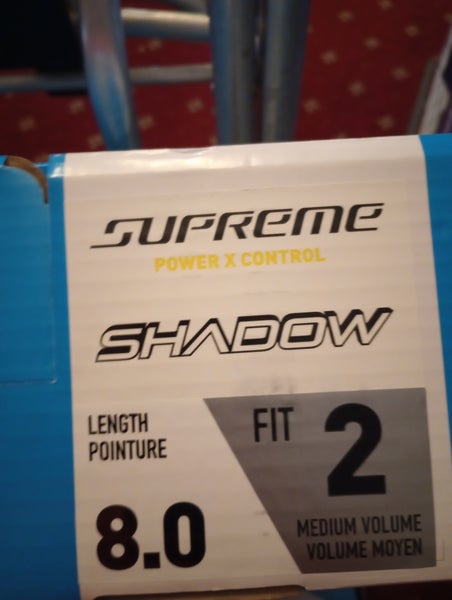 SUPREME
POWER X CONTROL
SHADOW
LENGTH
POINTURE
8.0
FIT 2
MEDIUM VOLUME
VOLUME MOYEN